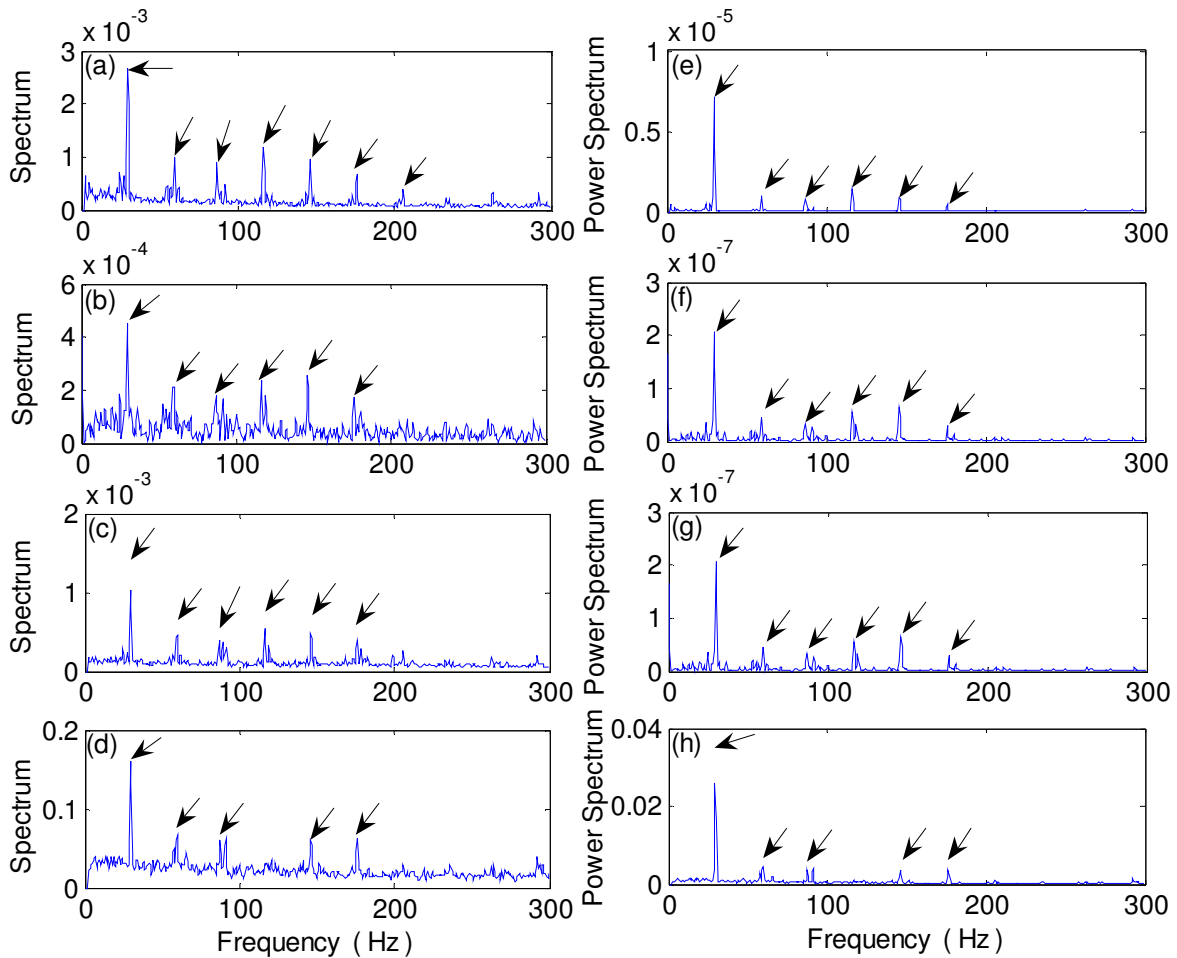 x 10-3
3
(a)
2
1
0
Spectrum
0 100 200 300
x 10-4
6
(b)
4
2
0
Spectrum
0 100 200 300
x 10-3
2
(c)
1
0
Spectrum
0 100 200 300
0.2
(d)
0.1
0
Spectrum
0 100 200 300
Frequency ( Hz)
x 10-5
1
(e)
0.5
0
Power Spectrum
0 100 200 300
x 10-7
3
(f)
2
1
0
Power Spectrum
0 100 200 300
x 10-7
3
(g)
2
1
0
Power Spectrum
0 100 200 300
0.04
(h)
0.02
0
Power Spectrum
0 100 200 300
Frequency ( Hz)